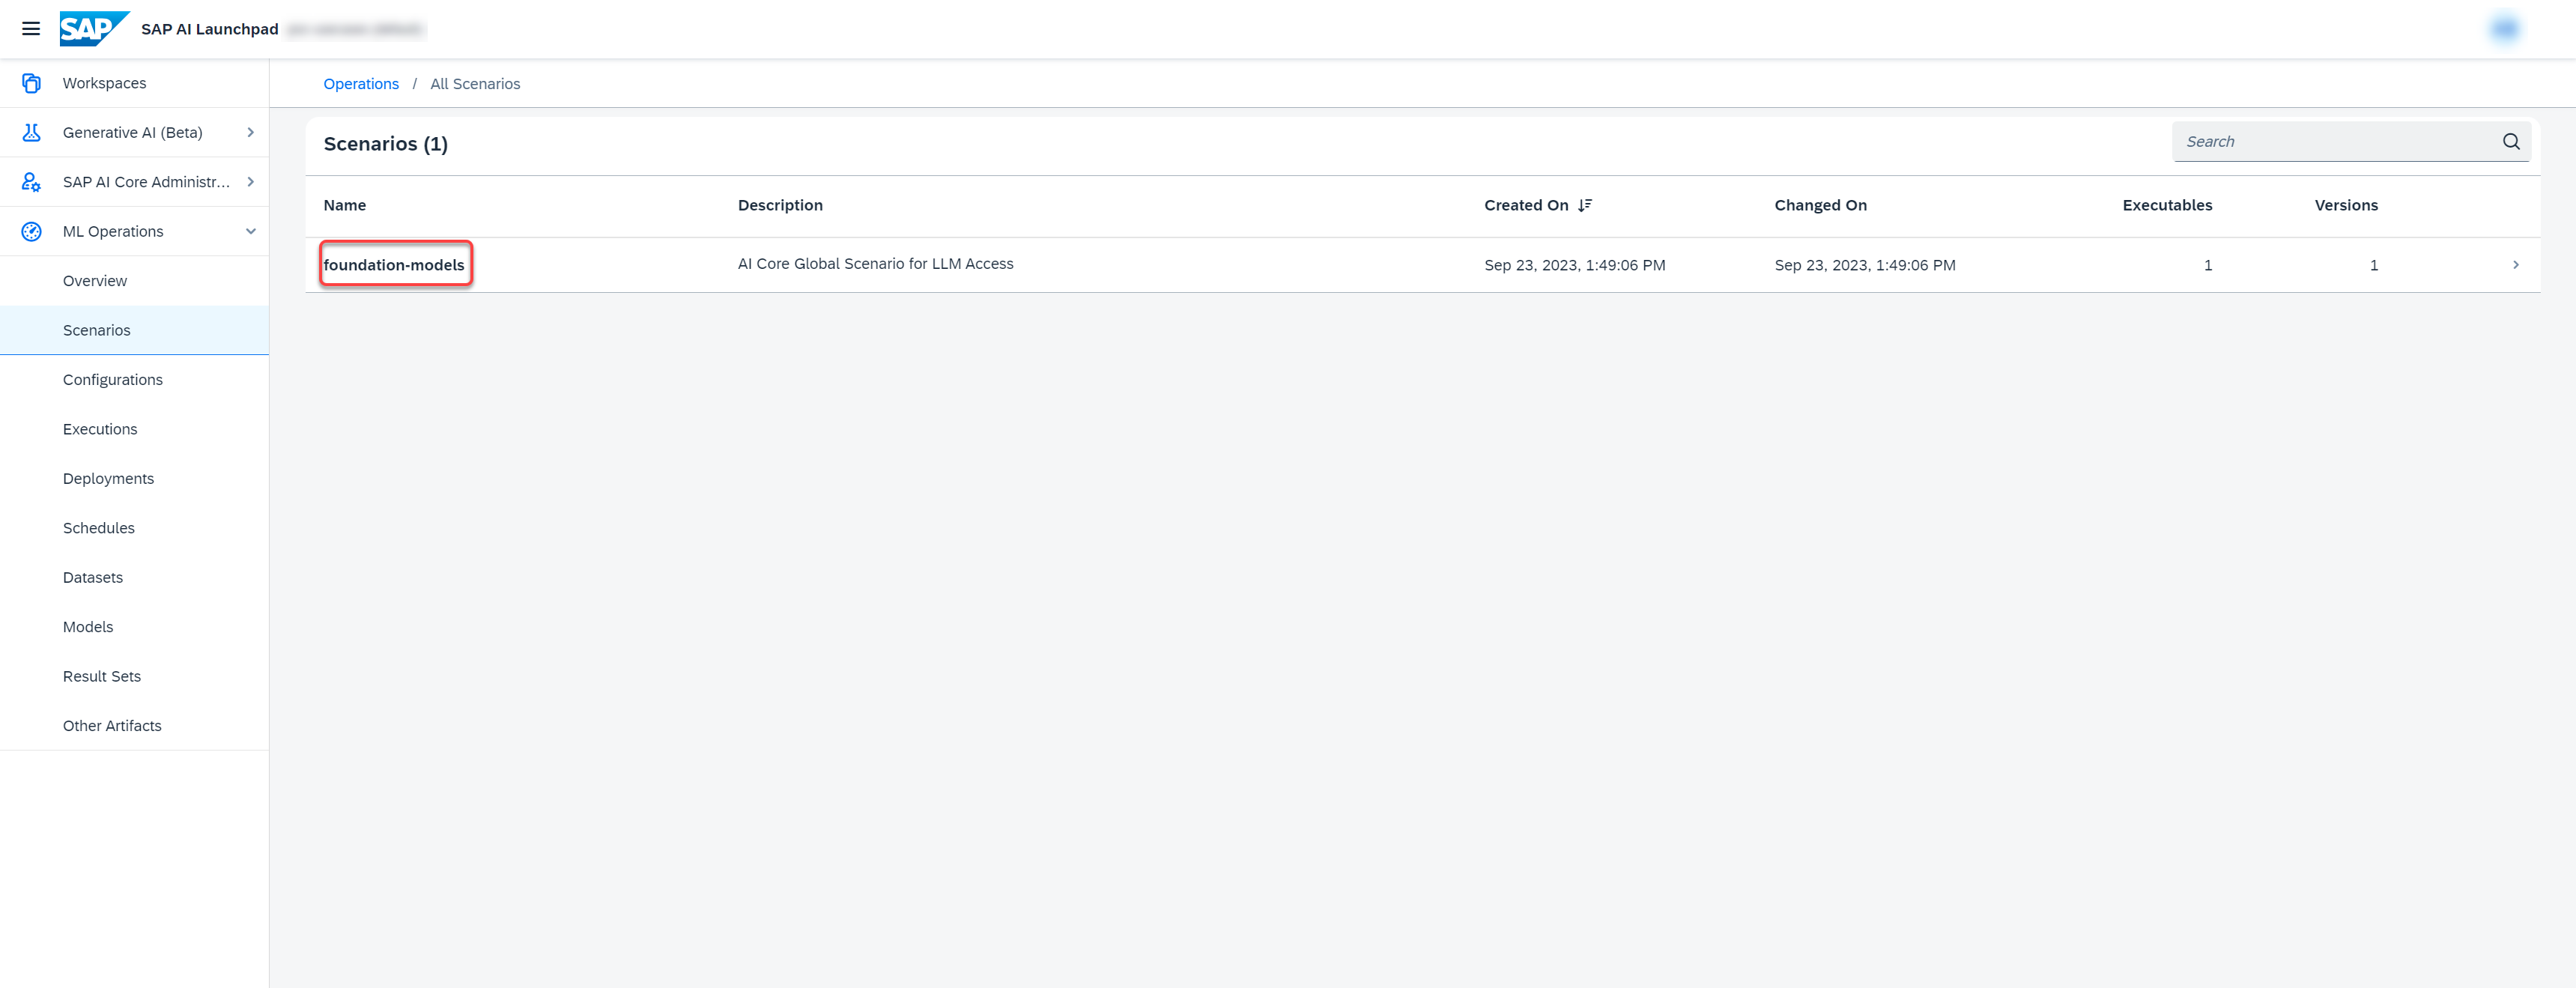 SAP SAP AI Launchpad
Workspaces
Generative AI (Beta)
SAP AI Core Administr...
ML Operations
Overview
Scenarios
Configurations
Executions
Deployments
Schedules
Datasets
Models
Result Sets
Other Artifacts
Operations / All Scenarios
Scenarios (1)
Search
Name Description Created On Changed On Executables Versions
foundation-models AI Core Global Scenario for LLM Access Sep 23, 2023, 1:49:06 PM Sep 23, 2023, 1:49:06 PM 1 1